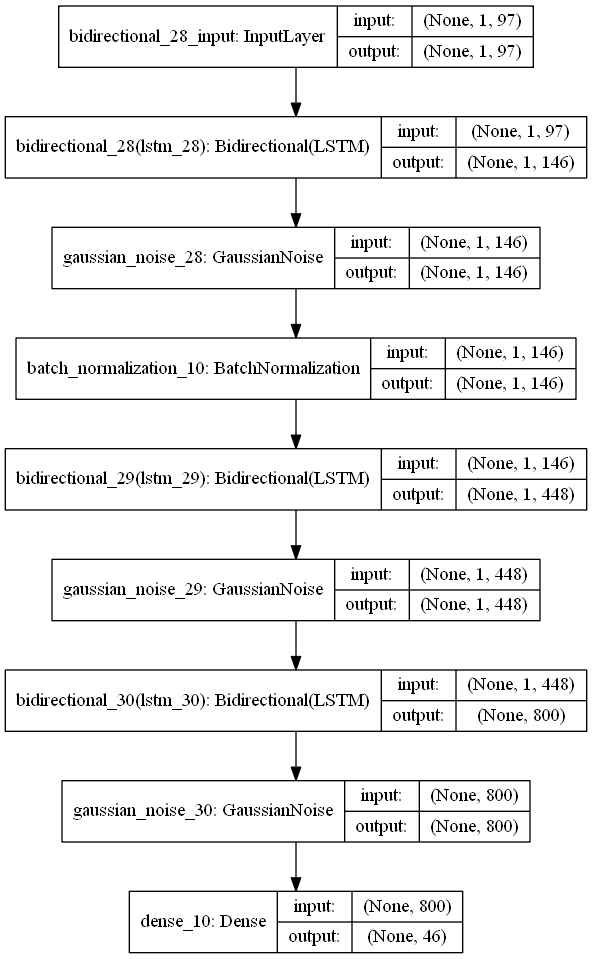 bidirectional_28_input: InputLayer
input: (None, 1, 97)
output: (None, 1, 97)
bidirectional_28(lstm_28): Bidirectional(LSTM)
input: (None, 1, 97)
output: (None, 1, 146)
gaussian_noise_28: GaussianNoise
input: (None, 1, 146)
output: (None, 1, 146)
batch_normalization_10: BatchNormalization
input: (None, 1, 146)
output: (None, 1, 146)
bidirectional_29(lstm_29): Bidirectional(LSTM)
input: (None, 1, 146)
output: (None, 1, 448)
gaussian_noise_29: GaussianNoise
input: (None, 1, 448)
output: (None, 1, 448)
bidirectional_30(lstm_30): Bidirectional(LSTM)
input: (None, 1, 448)
output: (None, 800)
gaussian_noise_30: GaussianNoise
input: (None, 800)
output: (None, 800)
dense_10: Dense
input: (None, 800)
output: (None, 46)